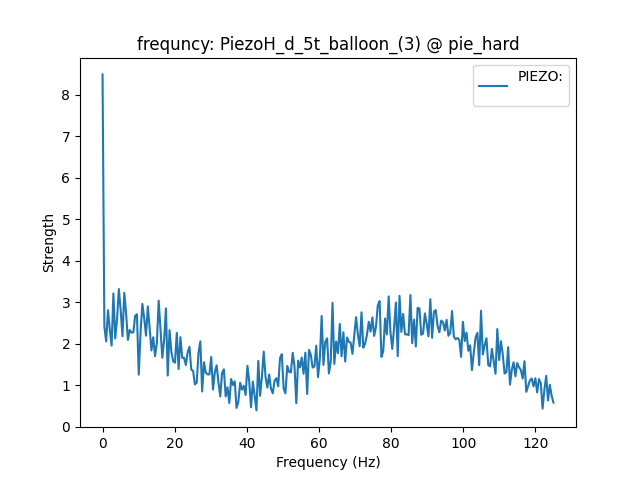 frequncy: PiezoH_d_5t_balloon_(3) @ pie_hard
PIEZO:
Strength
8
7
6
5
4
3
2
1
0
0 20 40 60 80 100 120
Frequency (Hz)